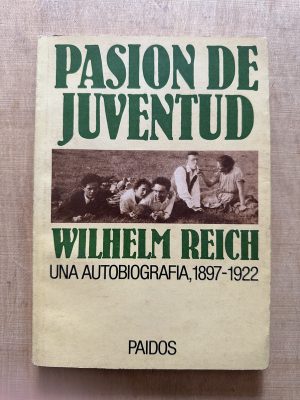 PASION DE
JUVENTUD
WILHELM REICH
UNA AUTOBIOGRAFIA, 1897-1922
PAIDOS